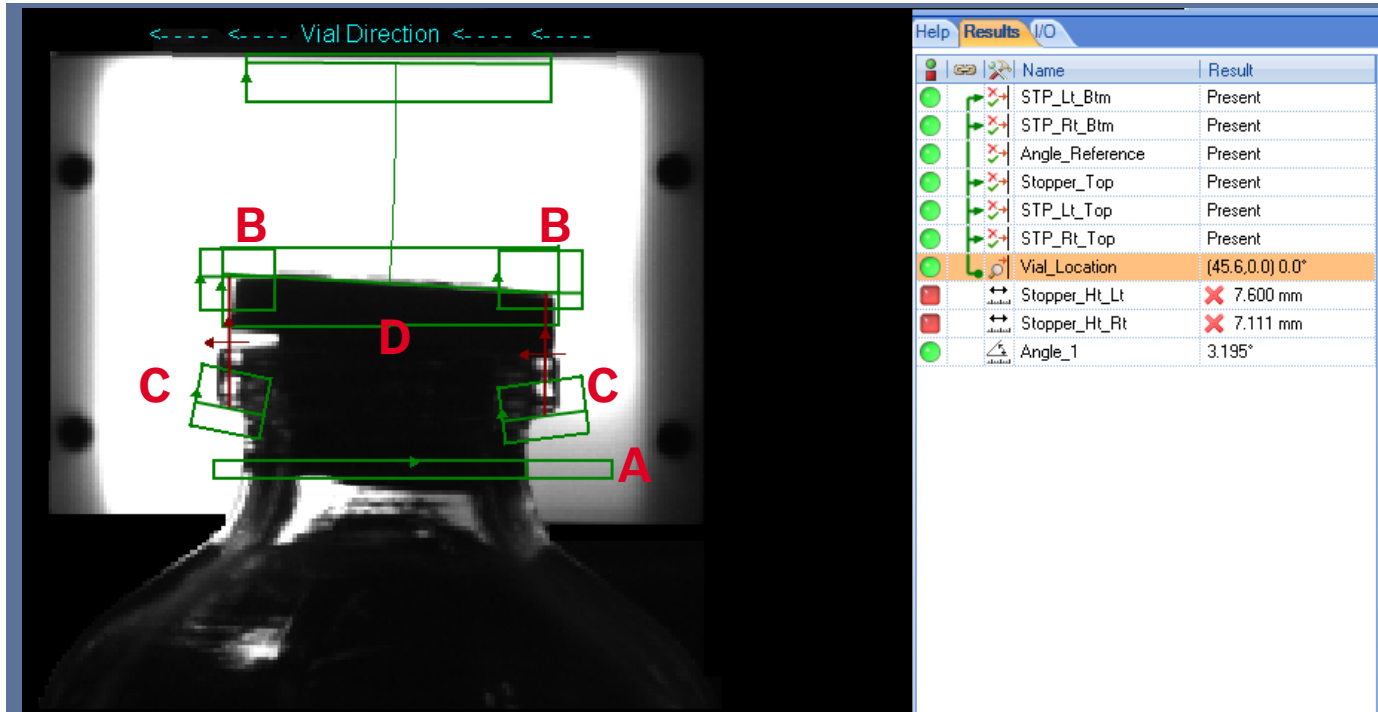 <---- <---- Vial Direction <---- <----
B B
D
C C
A
Help Results I/O
Name Result
STP_Lt_Btm Present
STP_Rt_Btm Present
Angle_Reference Present
Stopper_Top Present
STP_Lt_Top Present
STP_Rt_Top Present
Vial_Location (45.6,0.0) 0.0°
Stopper_Ht_Lt 7.600 mm
Stopper_Ht_Rt 7.111 mm
Angle_1 3.195°